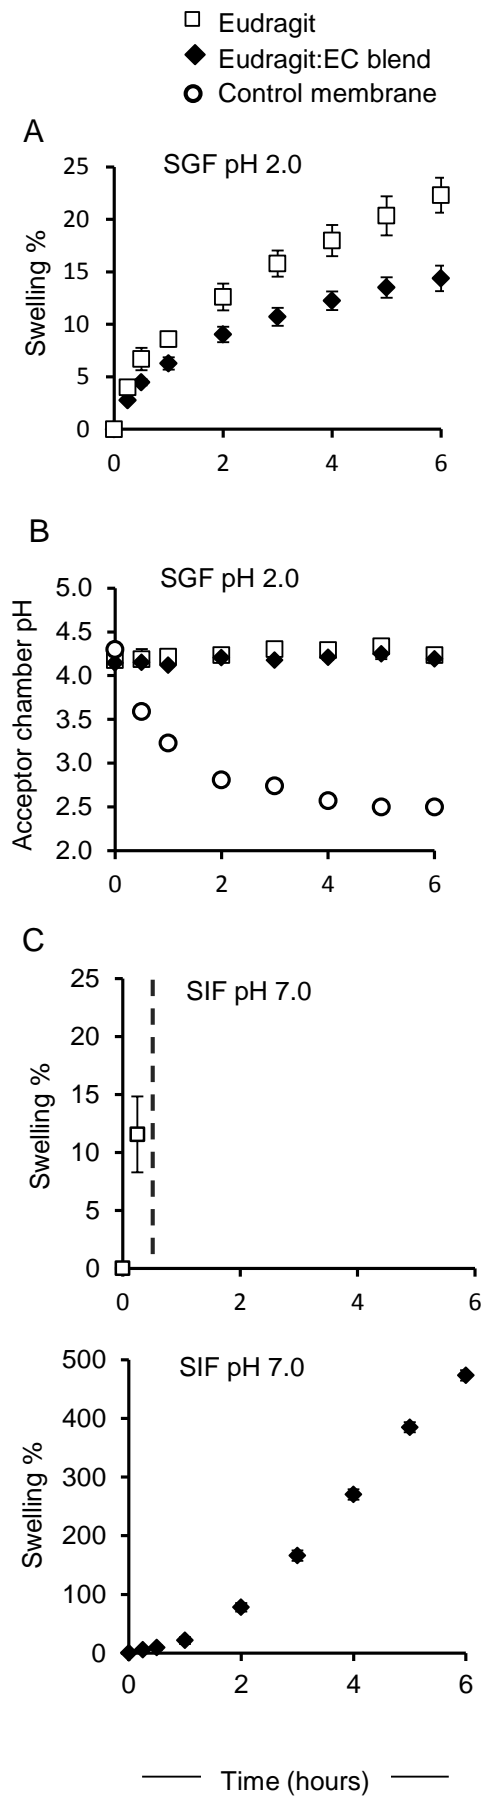 Eudragit
Eudragit:EC blend
Control membrane
A
SGF pH 2.0
Swelling %
25
20
15
10
5
0
0 2 4 6
B
SGF pH 2.0
Acceptor chamber pH
5.0
4.5
4.0
3.5
3.0
2.5
2.0
0 2 4 6
C
SIF pH 7.0
Swelling %
25
20
15
10
5
0
0 2 4 6
SIF pH 7.0
Swelling %
500
400
300
200
100
0
0 2 4 6
Time (hours)